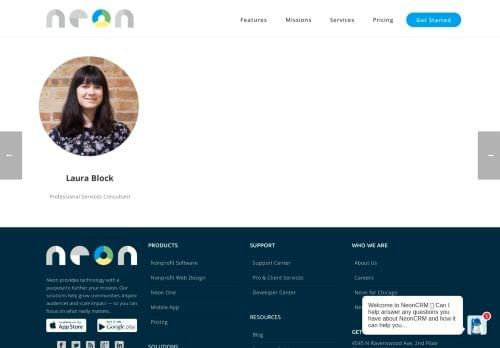 neon
Features
Missions
Services
Pricing
Get Started
←
→
Laura Block
Professional Services Consultant
neon
Neon provides technology with a
purpose to further your mission. Our
solutions help grow communities, inspire
audiences and scale impact — so you can
focus on what really matters.
Available on the
App Store
Google play
PRODUCTS
Nonprofit Software
Nonprofit Web Design
Neon One
Mobile App
Pricing
SOLUTIONS
SUPPORT
Support Center
Pro & Client Services
Developer Center
RESOURCES
Blog
WHO WE ARE
About Us
Careers
Neon for Chicago
GET
4545 N Ravenswood Ave, 2nd Floor
Welcome to NeonCRM Can I
help answer any questions you
have about NeonCRM and how it
can help you...
1